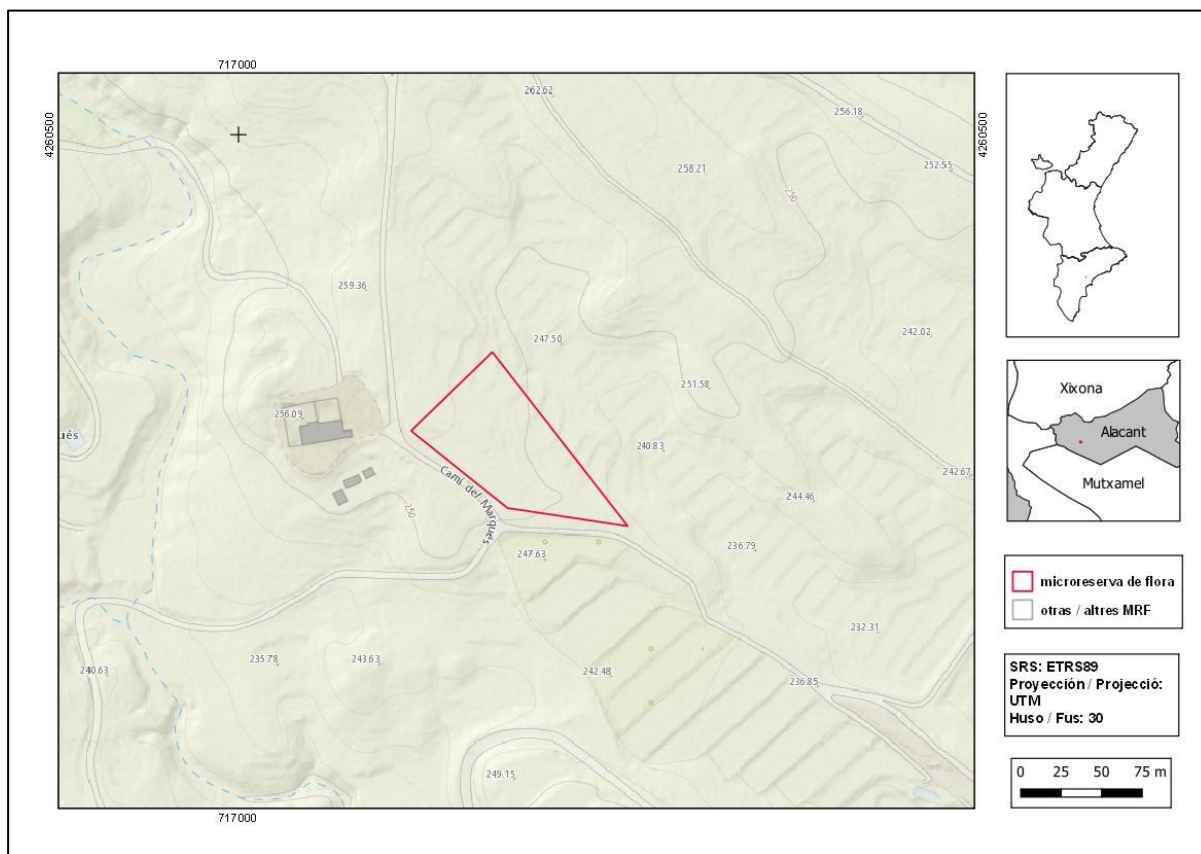 717000
4260500
4260500
262.62
256.18
252.55
258.21
250
259.36
247.50
242.02
251.58
256.09
ués
240.83
242.67
Camí del Marqués
250
244.46
247.63
236.79
232.31
235.78
243.63
240.63
242.48
236.85
249.15
717000
Xixona
Alacant
Mutxamel
microreserva de flora
otras / altres MRF
SRS: ETRS89
Proyección / Projecció:
UTM
Huso / Fus: 30
0 25 50 75 m